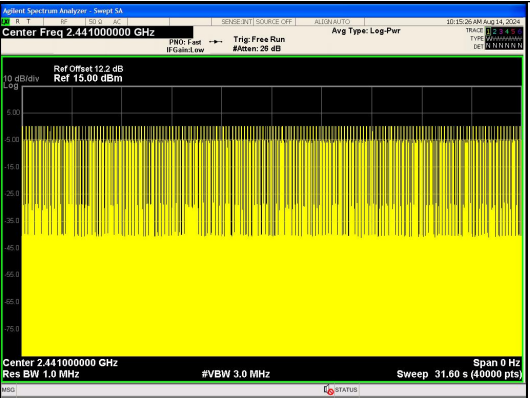 Agilent Spectrum Analyzer - Swept SA
LXI R T RF 50 Ω AC SENSE:INT SOURCE OFF ALIGN AUTO 10:15:26 AM Aug 14, 2024
Center Freq 2.441000000 GHz Avg Type: Log-Pwr TRACE 1 2 3 4 5 6
PNO: Fast Trig: Free Run TYPE
IFGain:Low #Atten: 26 dB DET N N N N N N
Ref Offset 12.2 dB
10 dB/div Ref 15.00 dBm
Log
5.00
-5.00
-15.0
-25.0
-35.0
-45.0
-55.0
-65.0
-75.0
Center 2.441000000 GHz Span 0 Hz
Res BW 1.0 MHz #VBW 3.0 MHz Sweep 31.60 s (40000 pts)
MSG STATUS